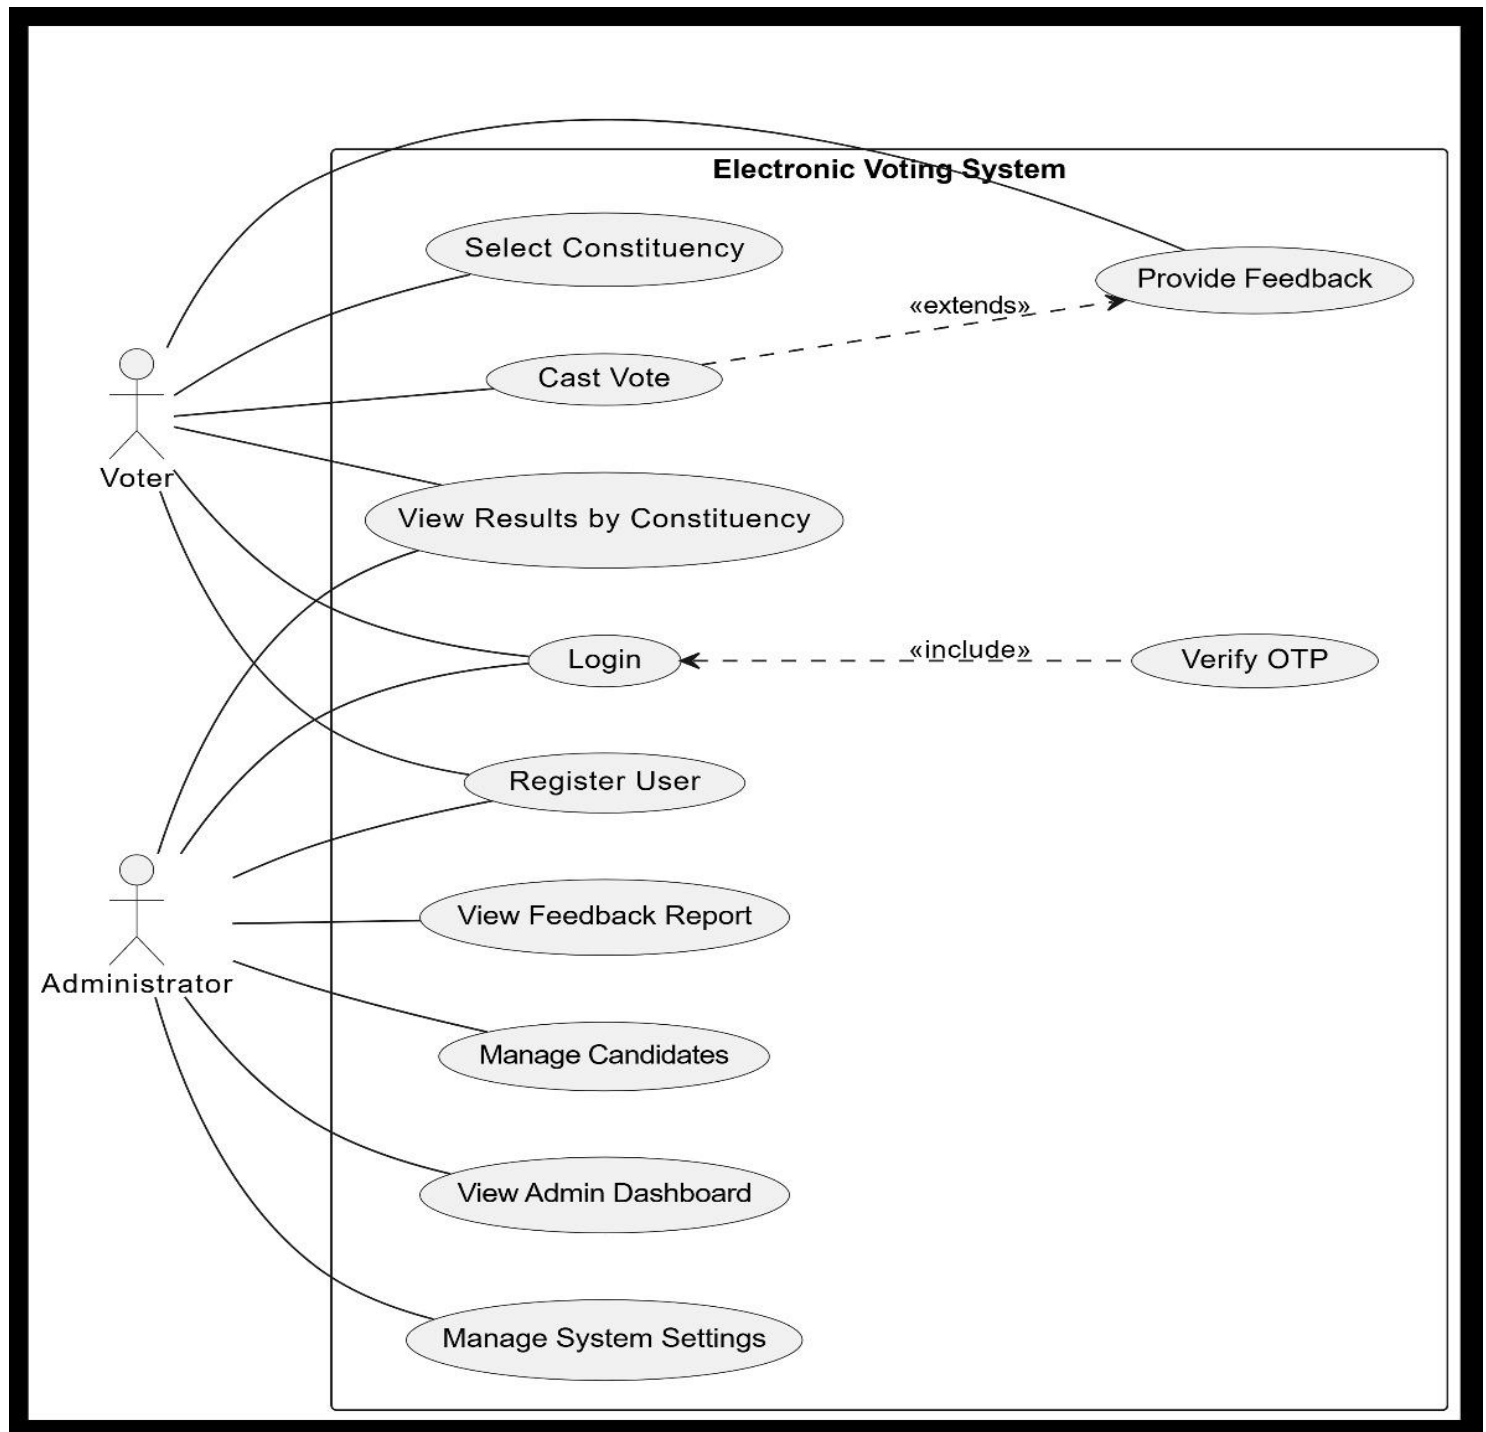 Electronic Voting System
Select Constituency
Provide Feedback
«extends»
Cast Vote
Voter
View Results by Constituency
«include»
Login
Verify OTP
Register User
View Feedback Report
Administrator
Manage Candidates
View Admin Dashboard
Manage System Settings